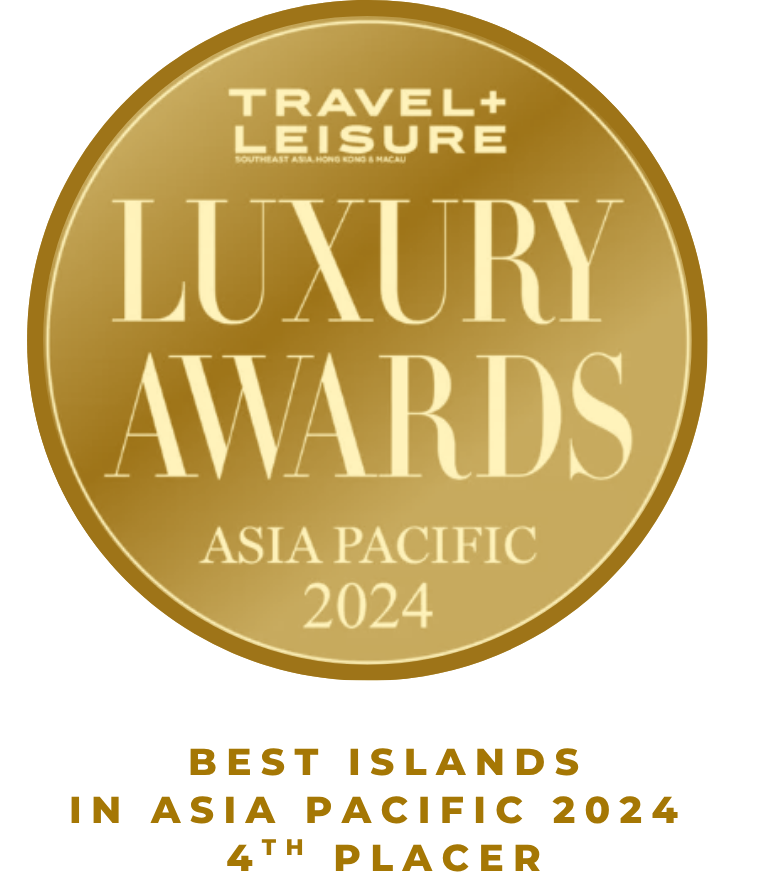 TRAVEL+
LEISURE
SOUTHEAST ASIA, HONG KONG & MACAU
LUXURY
AWARDS
ASIA PACIFIC
2024
BEST ISLANDS
IN ASIA PACIFIC 2024
4TH PLACER